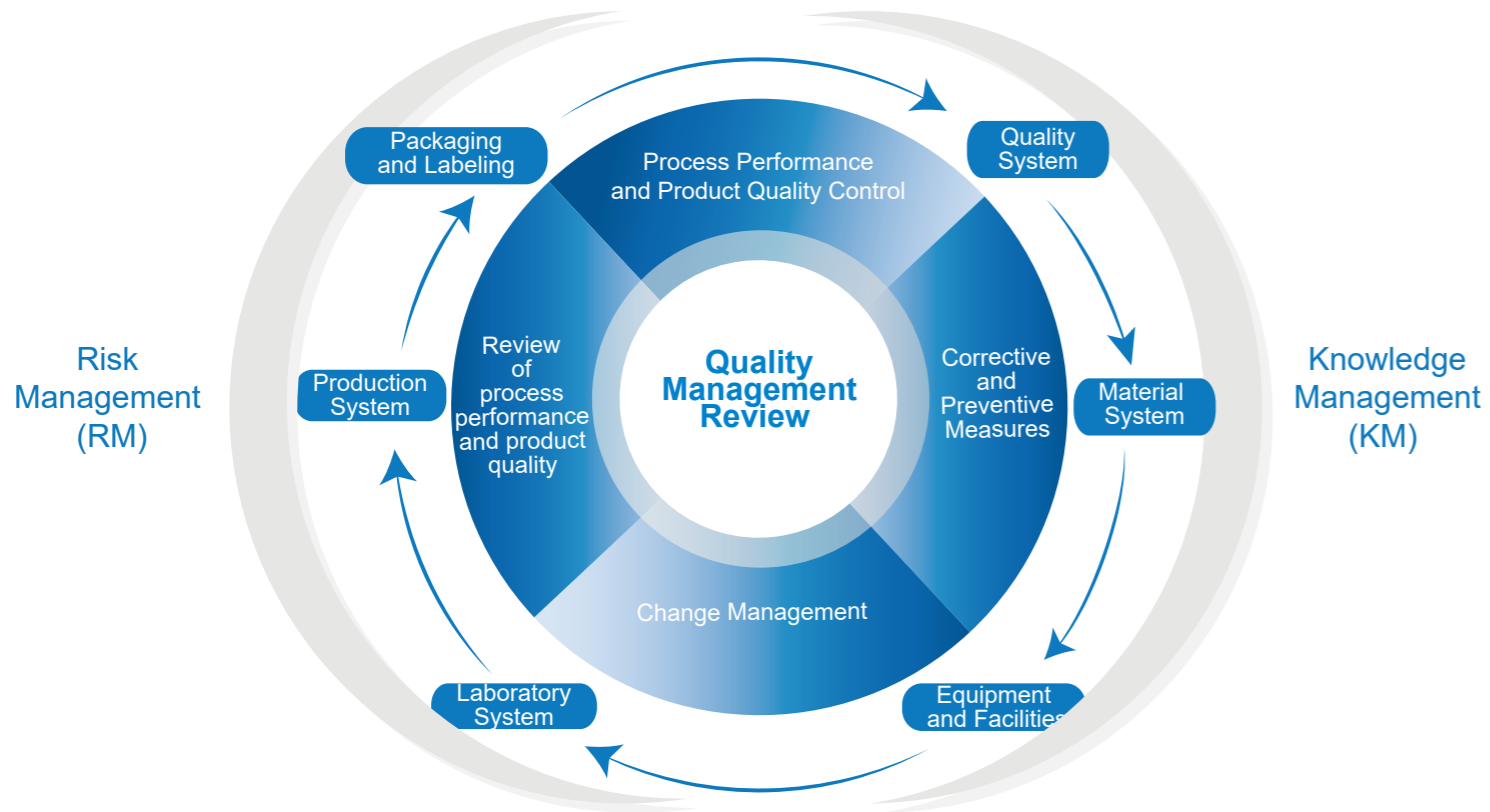 Packaging
and Labeling
Quality
System
Process Performance
and Product Quality Control
Risk
Management
(RM)
Production
System
Review
of
process
performance
and product
quality
Quality
Management
Review
Corrective
and
Preventive
Measures
Material
System
Knowledge
Management
(KM)
Change Management
Laboratory
System
Equipment
and Facilities